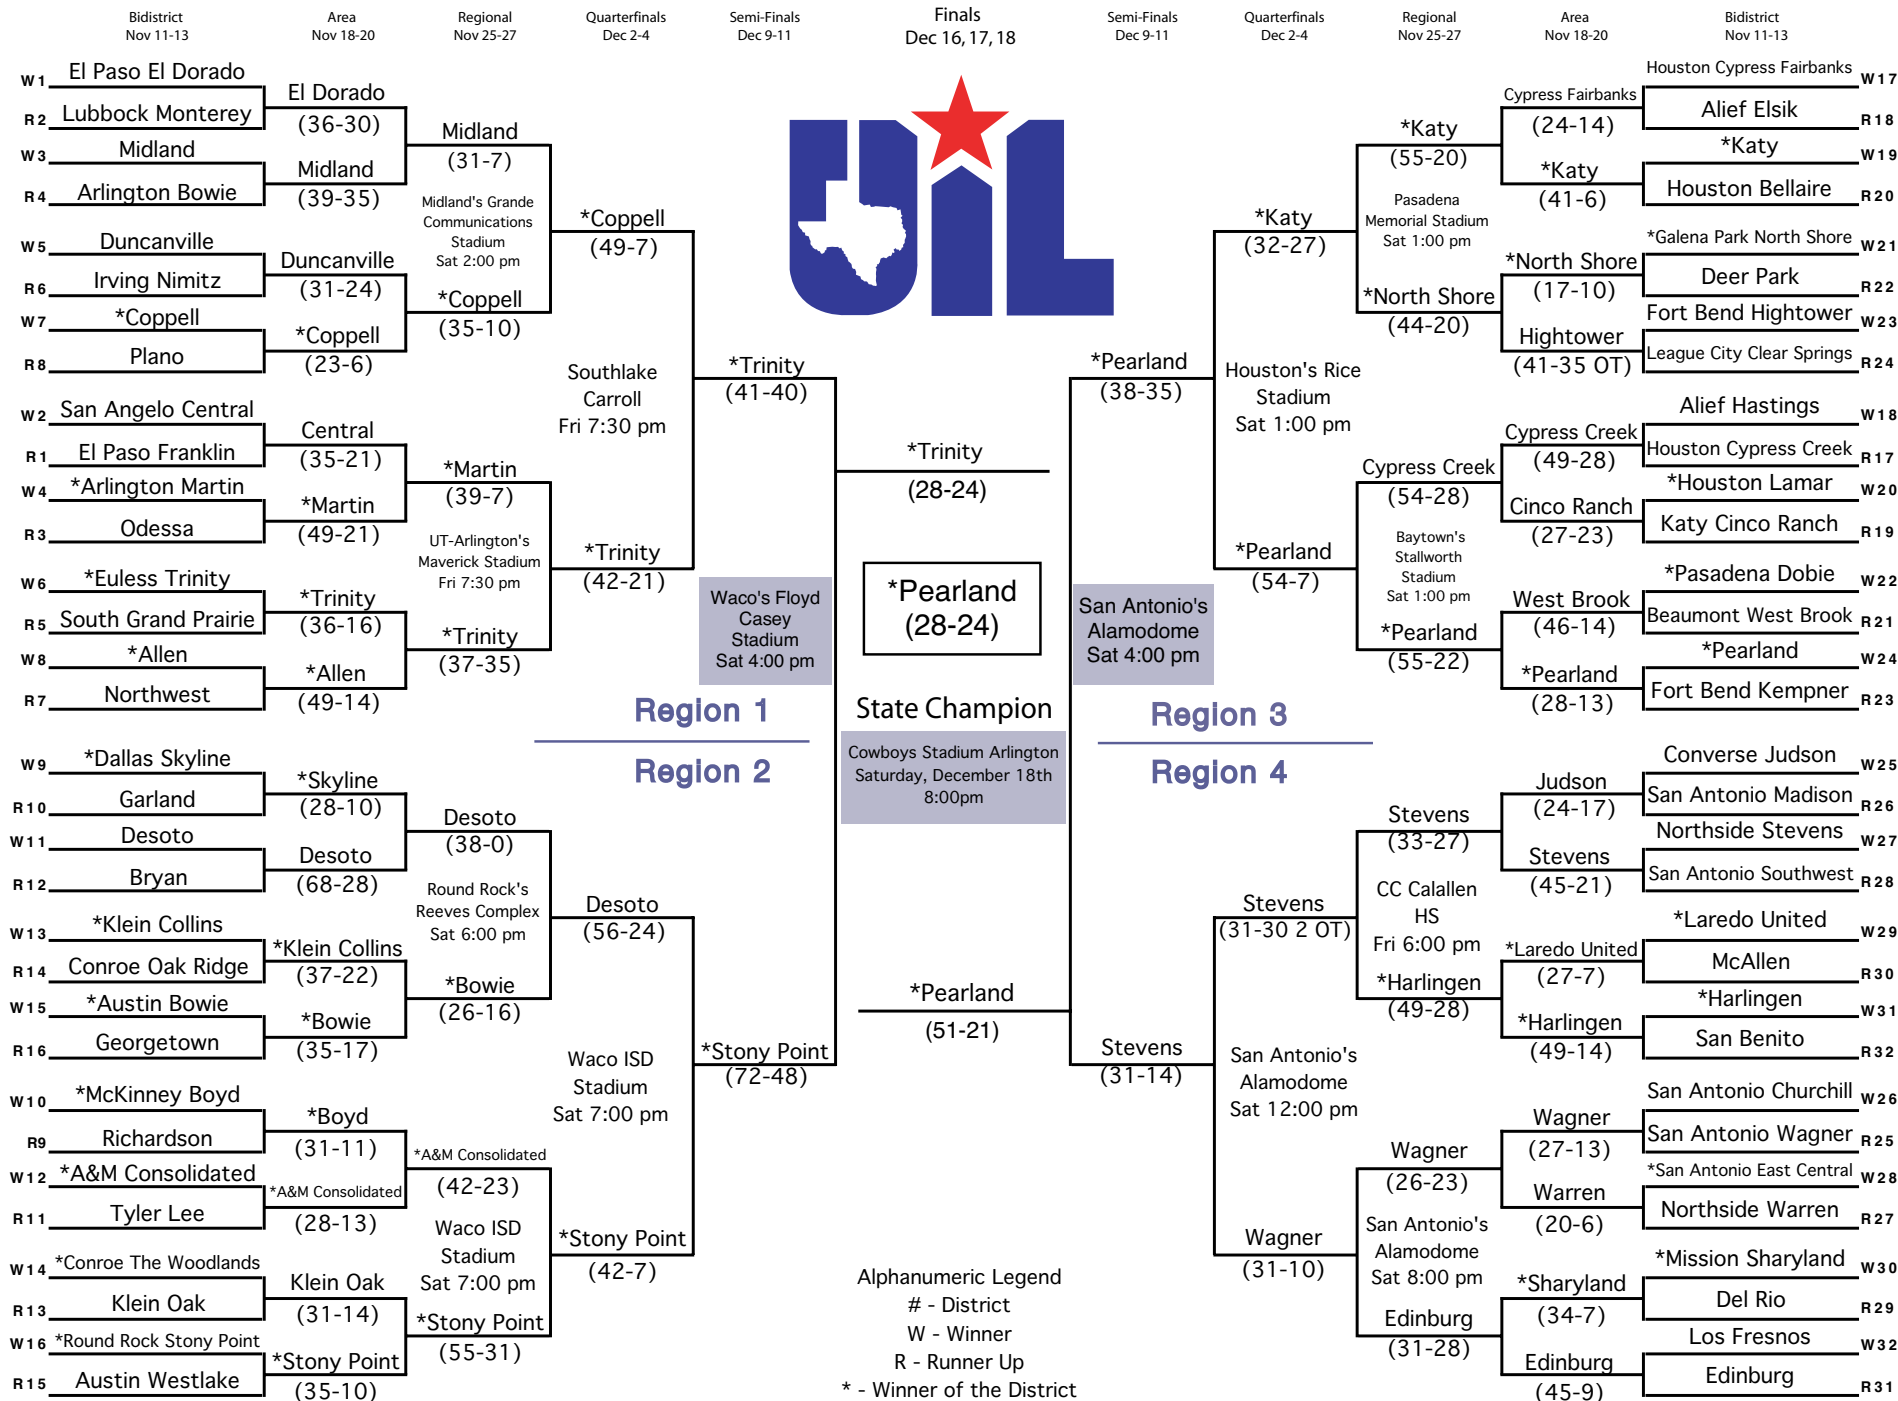 Bidistrict
Nov 11-13
Area
Nov 18-20
Regional
Nov 25-27
Quarterfinals
Dec 2-4
Semi-Finals
Dec 9-11
Finals
Dec 16, 17, 18
Semi-Finals
Dec 9-11
Quarterfinals
Dec 2-4
Regional
Nov 25-27
Area
Nov 18-20
Bidistrict
Nov 11-13
W1 El Paso El Dorado
R2 Lubbock Monterey
W3 Midland
R4 Arlington Bowie
W5 Duncanville
R6 Irving Nimitz
W7 *Coppell
R8 Plano
W2 San Angelo Central
R1 El Paso Franklin
W4 *Arlington Martin
R3 Odessa
W6 *Euless Trinity
R5 South Grand Prairie
W8 *Allen
R7 Northwest
W9 *Dallas Skyline
R10 Garland
W11 Desoto
R12 Bryan
W13 *Klein Collins
R14 Conroe Oak Ridge
W15 *Austin Bowie
R16 Georgetown
W10 *McKinney Boyd
R9 Richardson
W12 *A&M Consolidated
R11 Tyler Lee
W14 *Conroe The Woodlands
R13 Klein Oak
W16 *Round Rock Stony Point
R15 Austin Westlake
El Dorado
(36-30)
Midland
(39-35)
Duncanville
(31-24)
*Coppell
(23-6)
Central
(35-21)
*Martin
(49-21)
*Trinity
(36-16)
*Allen
(49-14)
*Skyline
(28-10)
Desoto
(68-28)
*Klein Collins
(37-22)
*Bowie
(35-17)
*Boyd
(31-11)
*A&M Consolidated
(28-13)
Klein Oak
(31-14)
*Stony Point
(35-10)
Midland
(31-7)
Midland's Grande
Communications
Stadium
Sat 2:00 pm
*Coppell
(35-10)
*Martin
(39-7)
UT-Arlington's
Maverick Stadium
Fri 7:30 pm
*Trinity
(37-35)
Desoto
(38-0)
Round Rock's
Reeves Complex
Sat 6:00 pm
*Bowie
(26-16)
*A&M Consolidated
(42-23)
Waco ISD
Stadium
Sat 7:00 pm
*Stony Point
(55-31)
*Coppell
(49-7)
Southlake
Carroll
Fri 7:30 pm
*Trinity
(42-21)
Desoto
(56-24)
Waco ISD
Stadium
Sat 7:00 pm
*Stony Point
(42-7)
*Trinity
(41-40)
Waco's Floyd
Casey
Stadium
Sat 4:00 pm
Region 1
Region 2
*Stony Point
(72-48)
UIL
*Trinity
(28-24)
*Pearland
(28-24)
State Champion
Cowboys Stadium Arlington
Saturday, December 18th
8:00pm
*Pearland
(51-21)
Alphanumeric Legend
# - District
W - Winner
R - Runner Up
* - Winner of the District
*Pearland
(38-35)
San Antonio's
Alamodome
Sat 4:00 pm
Region 3
Region 4
Stevens
(31-14)
*Katy
(32-27)
Houston's Rice
Stadium
Sat 1:00 pm
*Pearland
(54-7)
Stevens
(31-30 2 OT)
San Antonio's
Alamodome
Sat 12:00 pm
Wagner
(31-10)
*Katy
(55-20)
Pasadena
Memorial Stadium
Sat 1:00 pm
*North Shore
(44-20)
Cypress Creek
(54-28)
Baytown's
Stallworth
Stadium
Sat 1:00 pm
*Pearland
(55-22)
Stevens
(33-27)
CC Calallen
HS
Fri 6:00 pm
*Harlingen
(49-28)
Wagner
(26-23)
San Antonio's
Alamodome
Sat 8:00 pm
Edinburg
(31-28)
Cypress Fairbanks
(24-14)
*Katy
(41-6)
*North Shore
(17-10)
Hightower
(41-35 OT)
Cypress Creek
(49-28)
Cinco Ranch
(27-23)
West Brook
(46-14)
*Pearland
(28-13)
Judson
(24-17)
Stevens
(45-21)
*Laredo United
(27-7)
*Harlingen
(49-14)
Wagner
(27-13)
Warren
(20-6)
*Sharyland
(34-7)
Edinburg
(45-9)
Houston Cypress Fairbanks W17
Alief Elsik R18
*Katy W19
Houston Bellaire R20
*Galena Park North Shore W21
Deer Park R22
Fort Bend Hightower W23
League City Clear Springs R24
Alief Hastings W18
Houston Cypress Creek R17
*Houston Lamar W20
Katy Cinco Ranch R19
*Pasadena Dobie W22
Beaumont West Brook R21
*Pearland W24
Fort Bend Kempner R23
Converse Judson W25
San Antonio Madison R26
Northside Stevens W27
San Antonio Southwest R28
*Laredo United W29
McAllen R30
*Harlingen W31
San Benito R32
San Antonio Churchill W26
San Antonio Wagner R25
*San Antonio East Central W28
Northside Warren R27
*Mission Sharyland W30
Del Rio R29
Los Fresnos W32
Edinburg R31